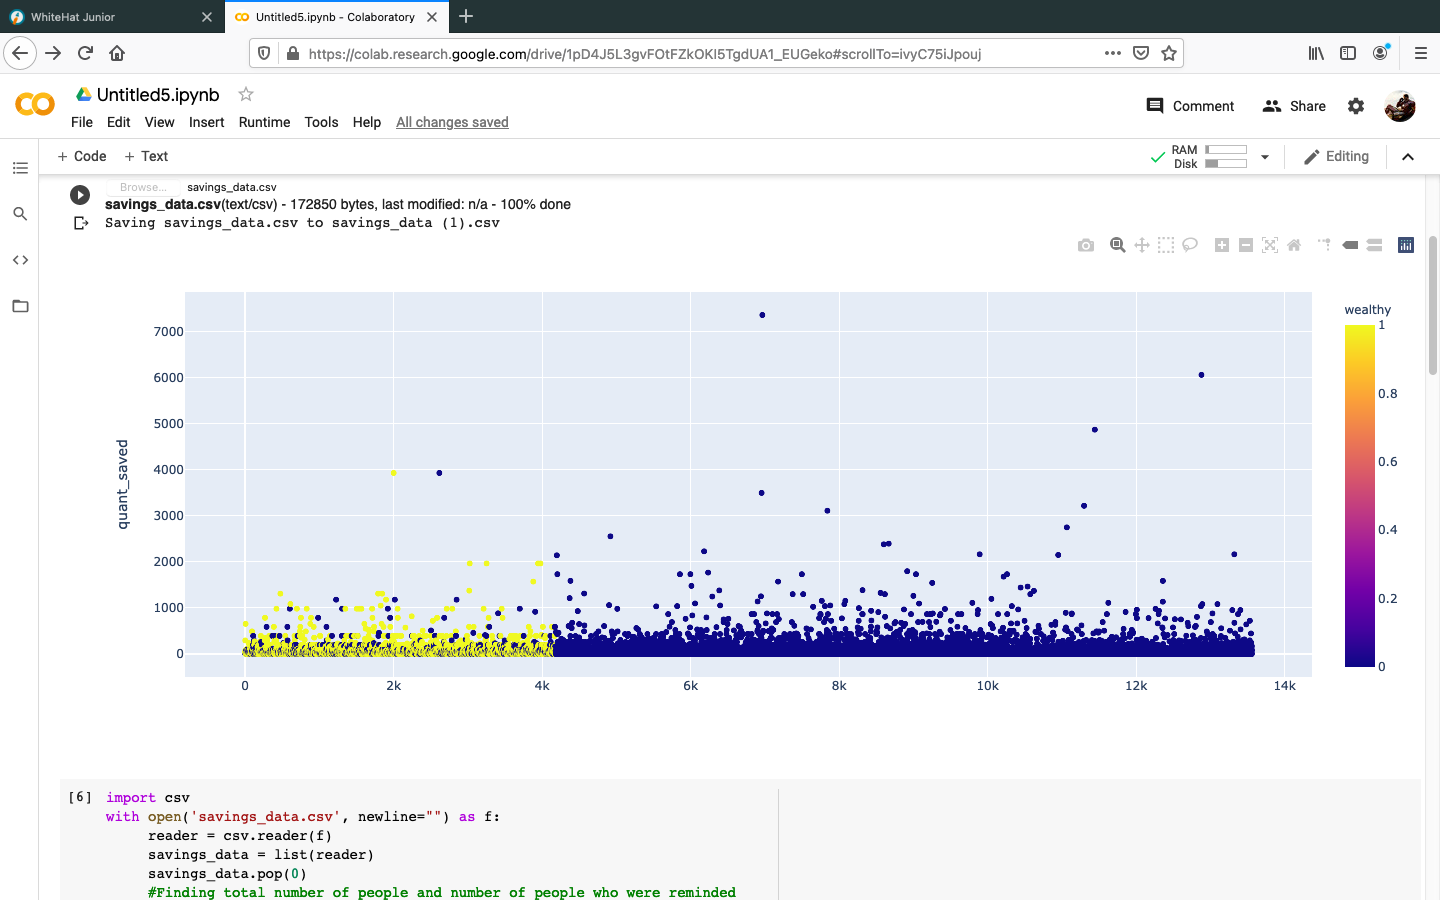 WhiteHat Junior
Untitled5.ipynb - Colaboratory
https://colab.research.google.com/drive/1pD4J5L3gvFOtFZkOKI5TgdUA1_EUGeko#scrollTo=ivyC75iJpouj
Untitled5.ipynb
File Edit View Insert Runtime Tools Help All changes saved
Comment
Share
+ Code + Text
RAM
Disk
Editing
Browse... savings_data.csv
savings_data.csv(text/csv) - 172850 bytes, last modified: n/a - 100% done
Saving savings_data.csv to savings_data (1).csv
quant_saved
7000
6000
5000
4000
3000
2000
1000
0
0 2k 4k 6k 8k 10k 12k 14k
wealthy
1
0.8
0.6
0.4
0.2
0
[6] import csv
with open('savings_data.csv', newline="") as f:
reader = csv.reader(f)
savings_data = list(reader)
savings_data.pop(0)
#Finding total number of people and number of people who were reminded